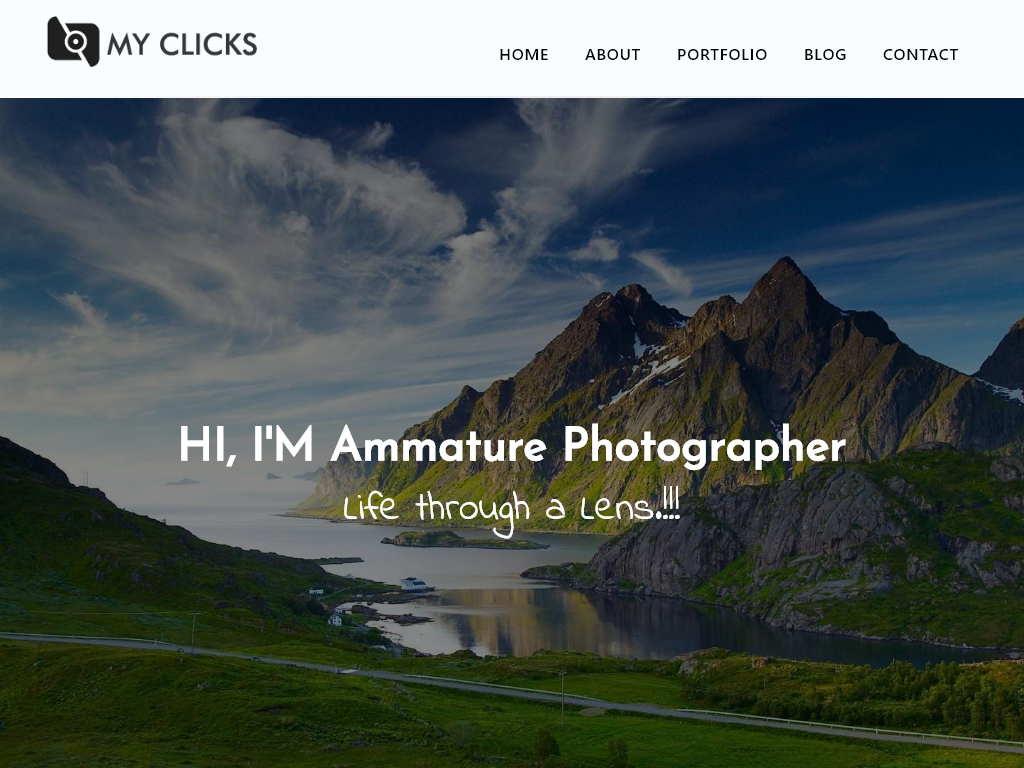 MY CLICKS
HOME ABOUT PORTFOLIO BLOG CONTACT
HI, I'M Ammature Photographer
Life through a Lens.!!!